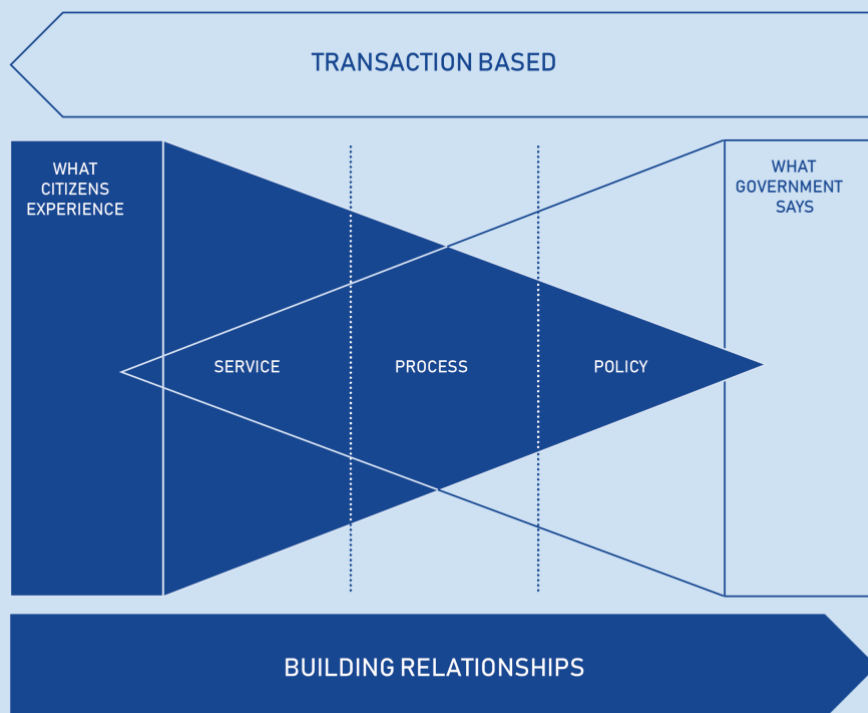 TRANSACTION BASED
WHAT
CITIZENS
EXPERIENCE
WHAT
GOVERNMENT
SAYS
SERVICE
PROCESS
POLICY
BUILDING RELATIONSHIPS